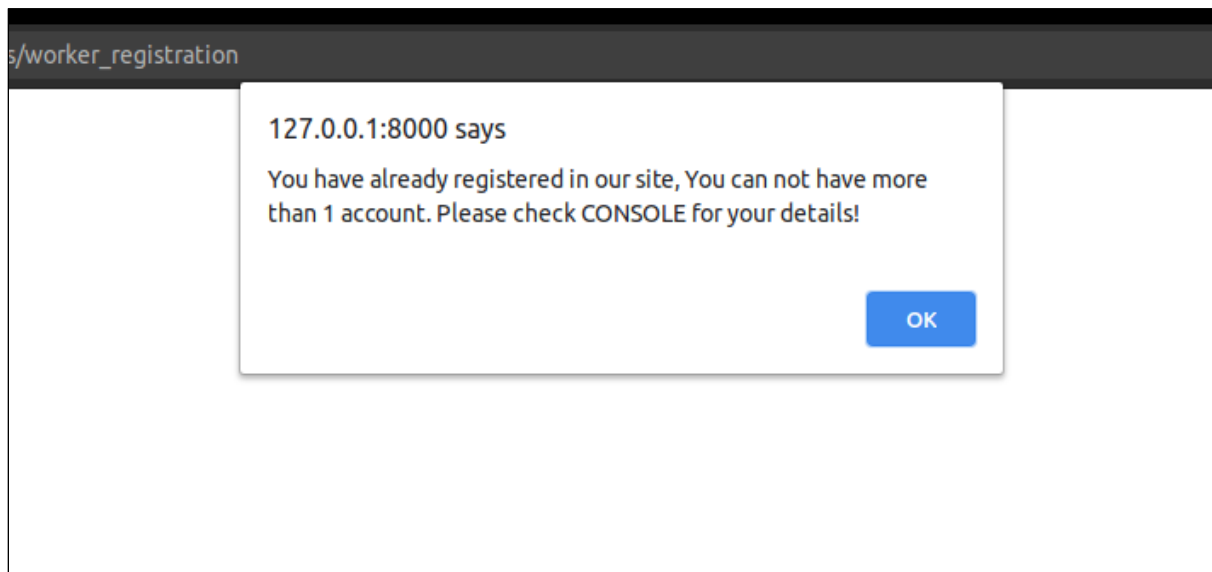 s/worker_registration
127.0.0.1:8000 says
You have already registered in our site, You can not have more
than 1 account. Please check CONSOLE for your details!
OK